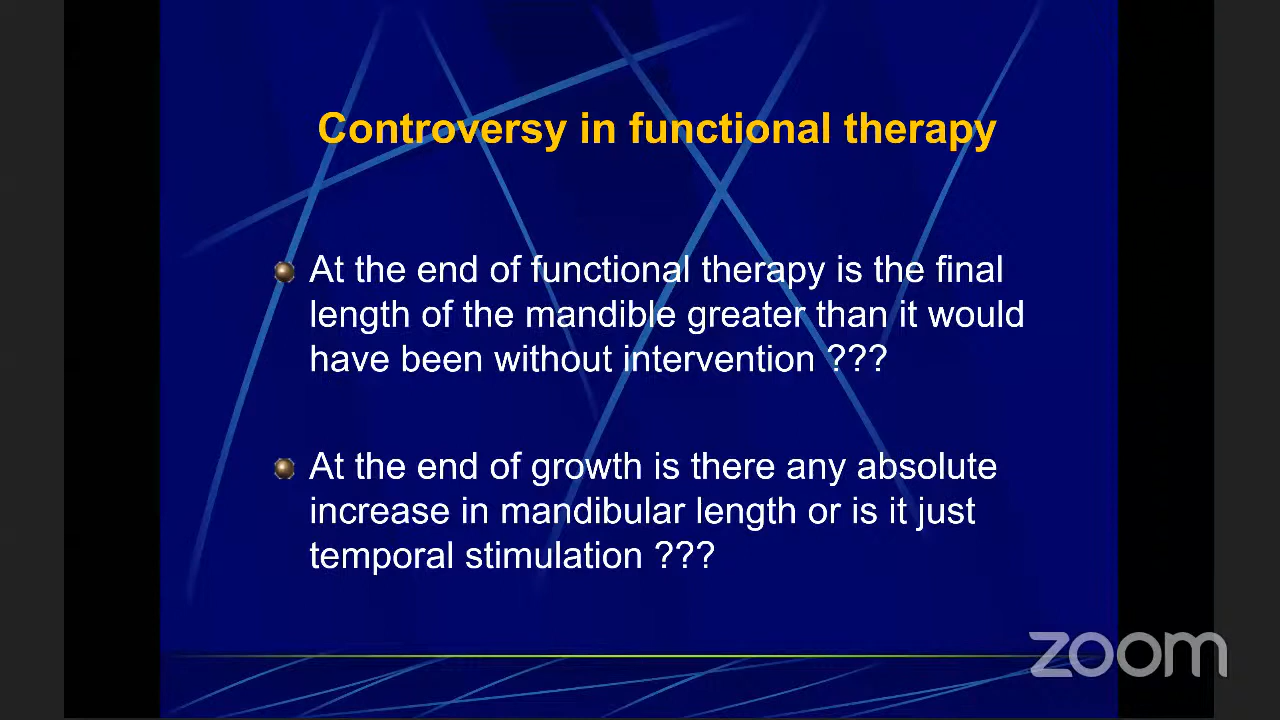 Controversy in functional therapy
At the end of functional therapy is the final
length of the mandible greater than it would
have been without intervention ???
At the end of growth is there any absolute
increase in mandibular length or is it just
temporal stimulation ???
zoom